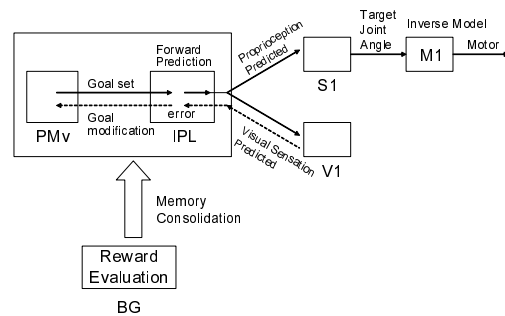 Target
Joint
Angle
Inverse Model
Forward
Prediction
Proprioception
Predicted
M1
Motor
Goal set
S1
Goal
modification
error
PMv
IPL
Visual Sensation
Predicted
V1
Memory
Consolidation
Reward
Evaluation
BG